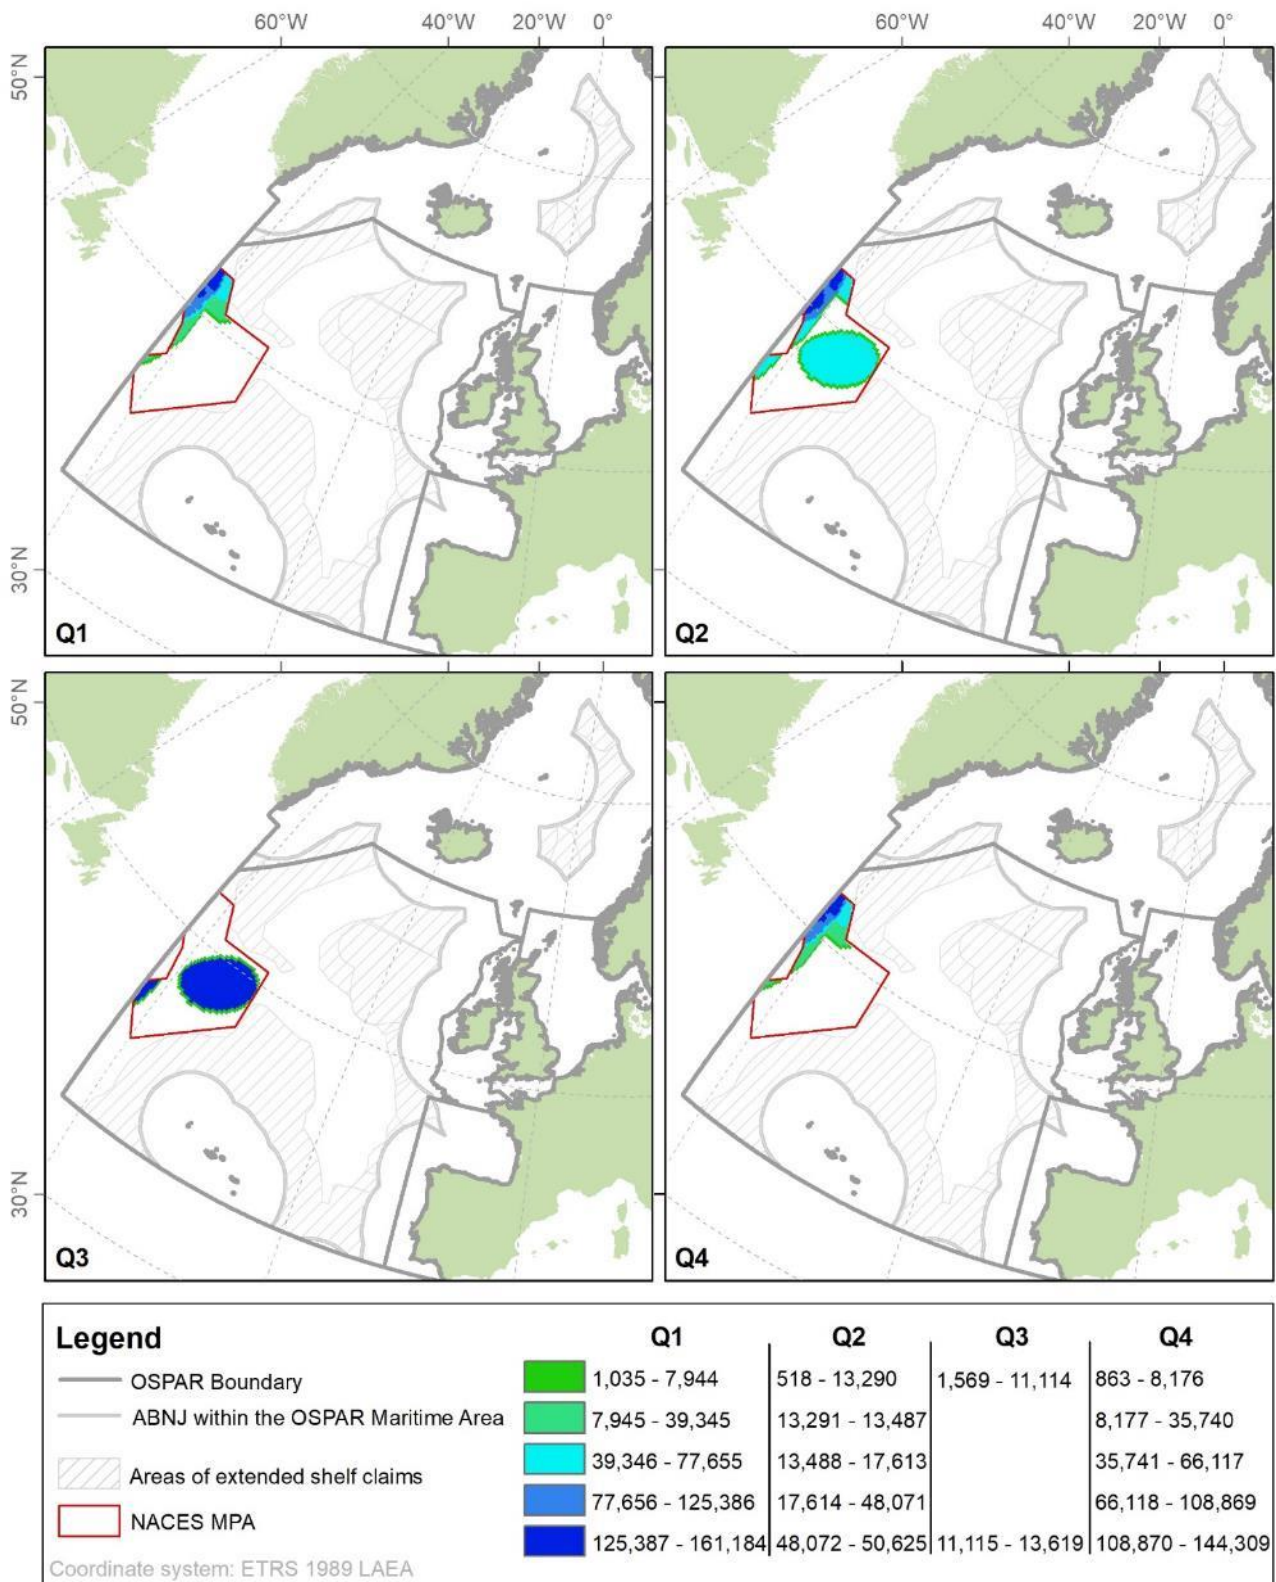 60°W 40°W 20°W 0° 60°W 40°W 20°W 0°
50°N
30°N
Q1 Q2
50°N
30°N
Q3 Q4
Legend
OSPAR Boundary
ABNJ within the OSPAR Maritime Area
Areas of extended shelf claims
NACES MPA
Coordinate system: ETRS 1989 LAEA
Q1 Q2 Q3 Q4
1,035 - 7,944 518 - 13,290 1,569 - 11,114 863 - 8,176
7,945 - 39,345 13,291 - 13,487 8,177 - 35,740
39,346 - 77,655 13,488 - 17,613 35,741 - 66,117
77,656 - 125,386 17,614 - 48,071 66,118 - 108,869
125,387 - 161,184 48,072 - 50,625 11,115 - 13,619 108,870 - 144,309